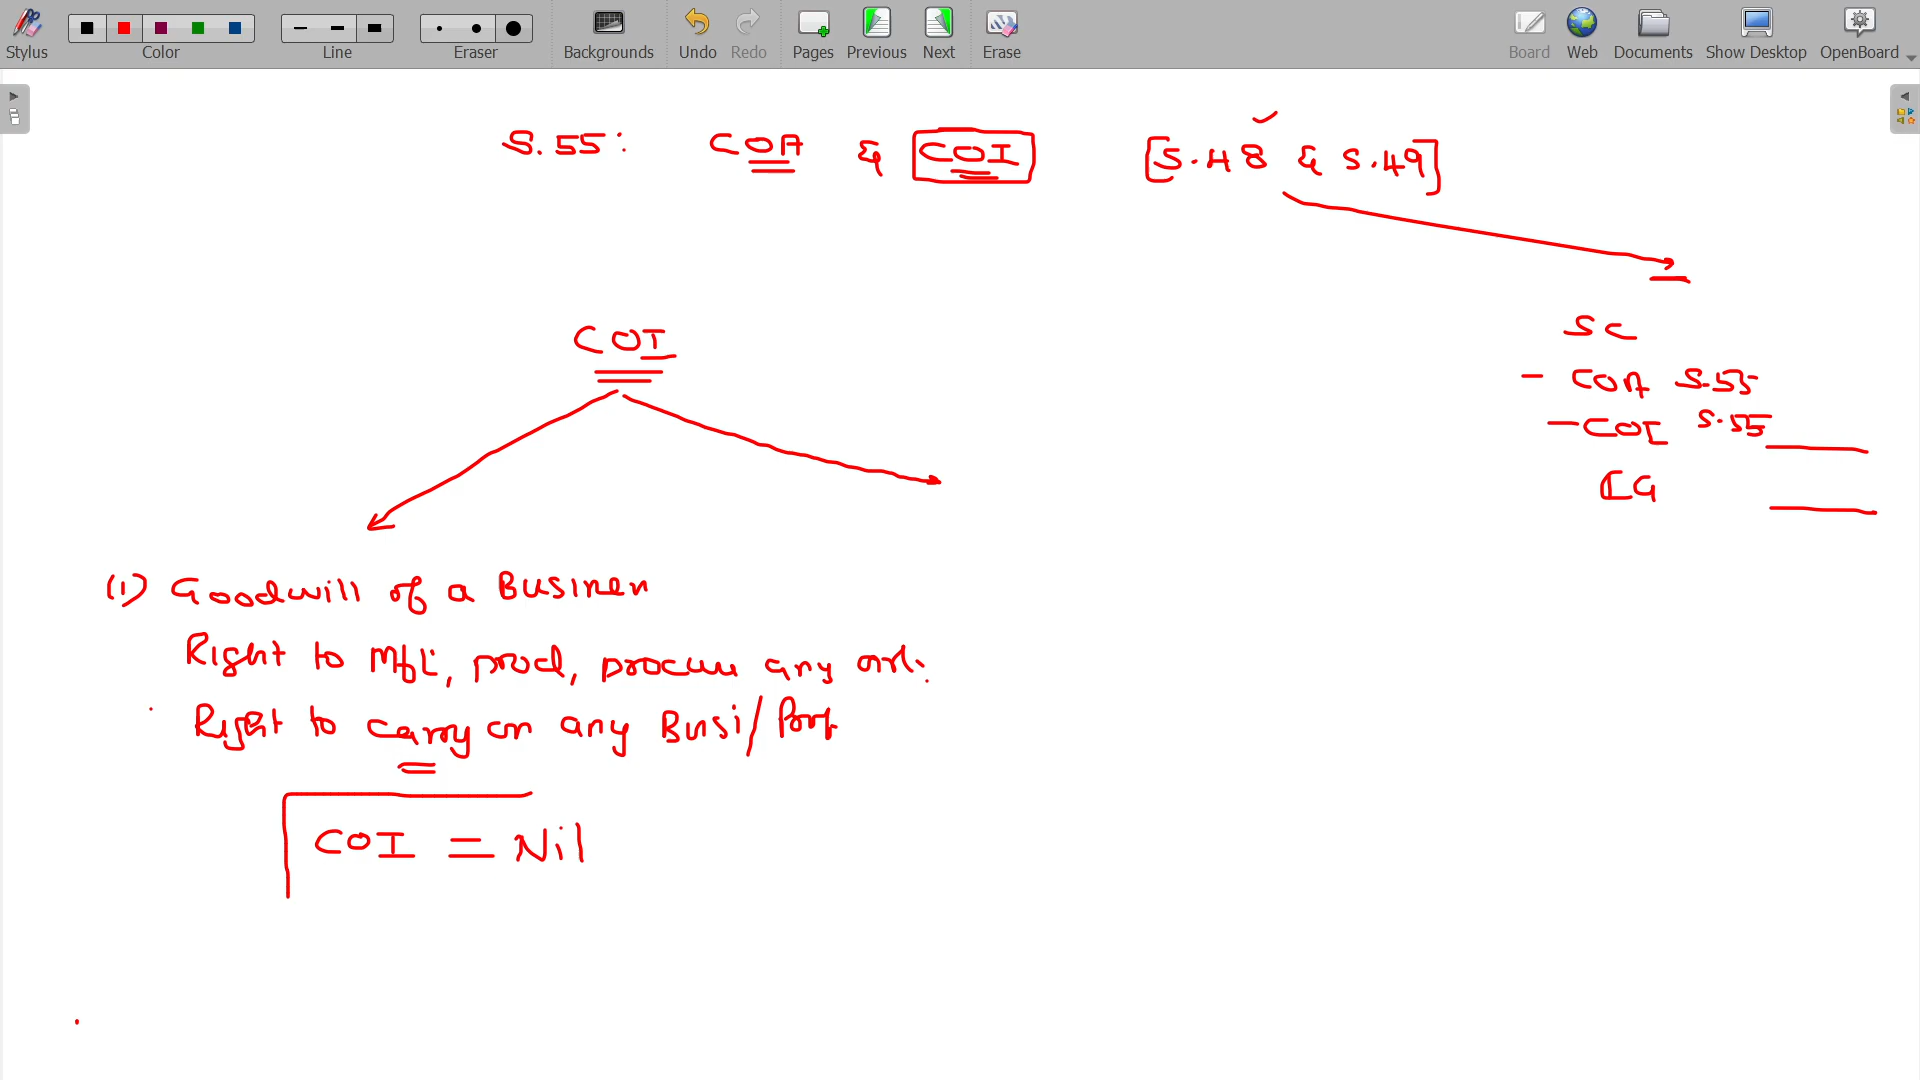 Stylus Color Line Eraser Backgrounds Undo Redo Pages Previous Next Erase Board Web Documents Show Desktop OpenBoard
S.55: COA & COI [S.48 & S.49]
COI
SC
- COA S.55
- COI S.55
CG
(1) Goodwill of a Business
Right to Mft, prod, procure any art.
Right to carry on any Busi/Prof
COI = Nil